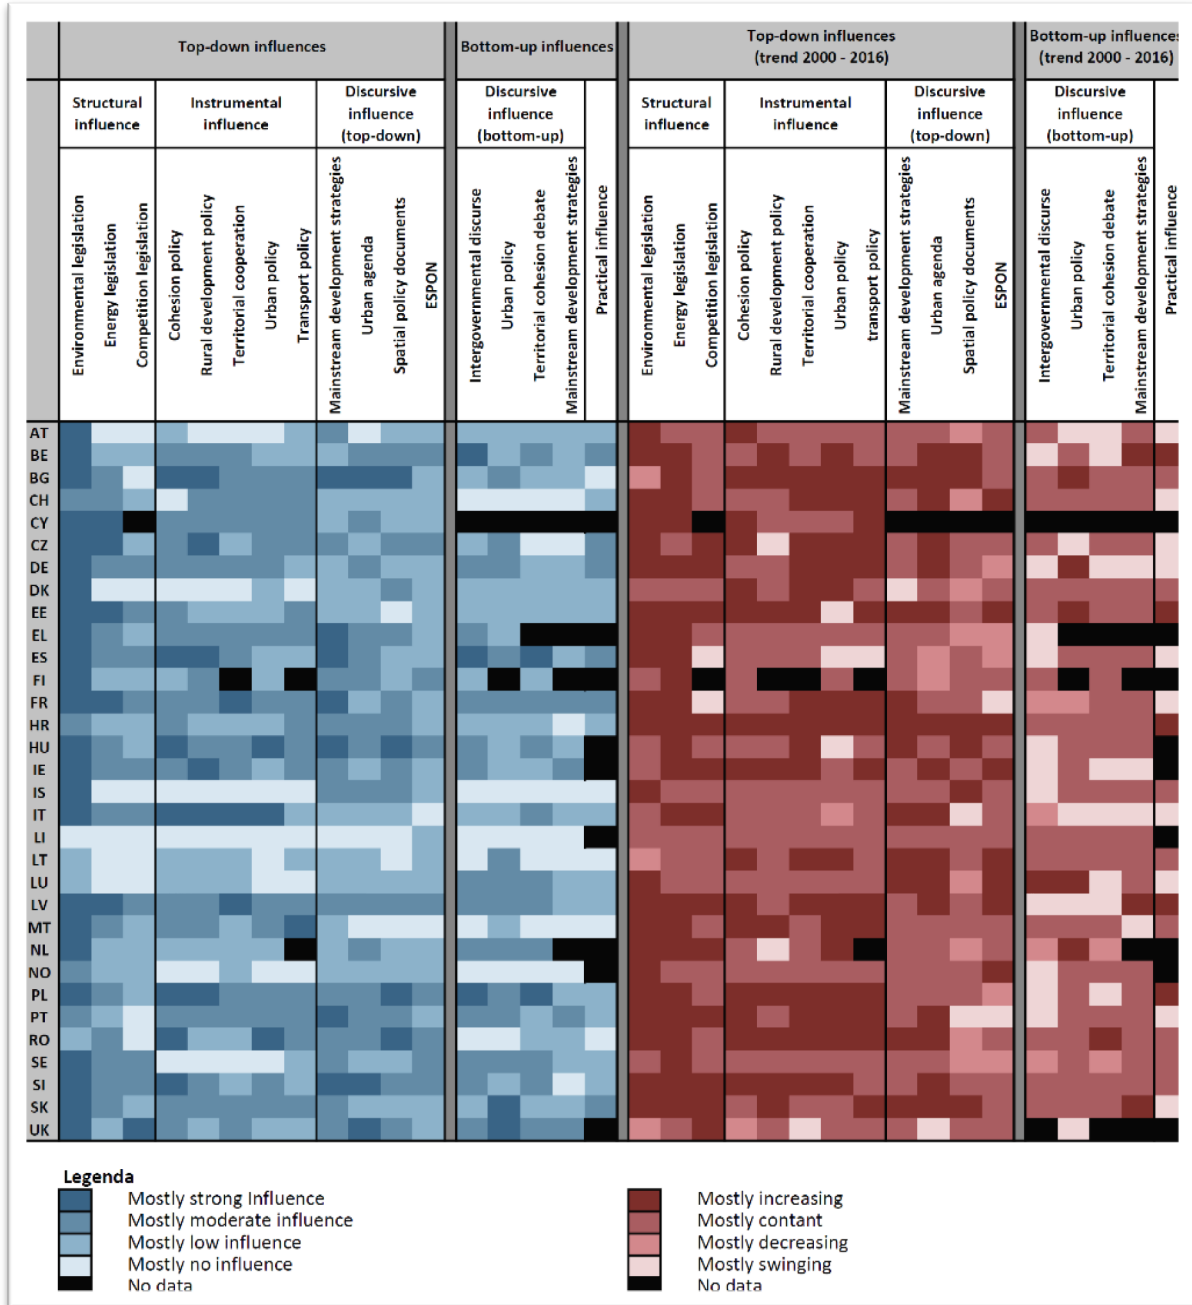 Top-down influences
Bottom-up influences
Top-down influences
(trend 2000 - 2016)
Bottom-up influences
(trend 2000 - 2016)
Structural
influence
Instrumental
influence
Discursive
influence
(top-down)
Discursive
influence
(bottom-up)
Structural
influence
Instrumental
influence
Discursive
influence
(top-down)
Discursive
influence
(bottom-up)
Environmental legislation
Energy legislation
Competition legislation
Cohesion policy
Rural development policy
Territorial cooperation
Urban policy
Transport policy
Mainstream development strategies
Urban agenda
Spatial policy documents
ESPON
Intergovernmental discourse
Urban policy
Territorial cohesion debate
Mainstream development strategies
Practical influence
Environmental legislation
Energy legislation
Competition legislation
Cohesion policy
Rural development policy
Territorial cooperation
Urban policy
transport policy
Mainstream development strategies
Urban agenda
Spatial policy documents
ESPON
Intergovernmental discourse
Urban policy
Territorial cohesion debate
Mainstream development strategies
Practical influence
AT
BE
BG
CH
CY
CZ
DE
DK
EE
EL
ES
FI
FR
HR
HU
IE
IS
IT
LI
LT
LU
LV
MT
NL
NO
PL
PT
RO
SE
SI
SK
UK
Legenda
Mostly strong Influence
Mostly moderate influence
Mostly low influence
Mostly no influence
No data
Mostly increasing
Mostly contant
Mostly decreasing
Mostly swinging
No data